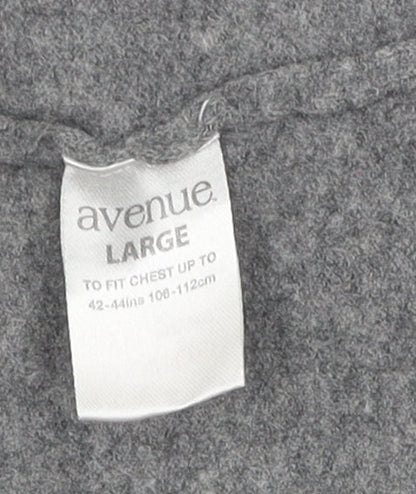 avenue
LARGE
TO FIT CHEST UP TO
42-44ins 106-112cm